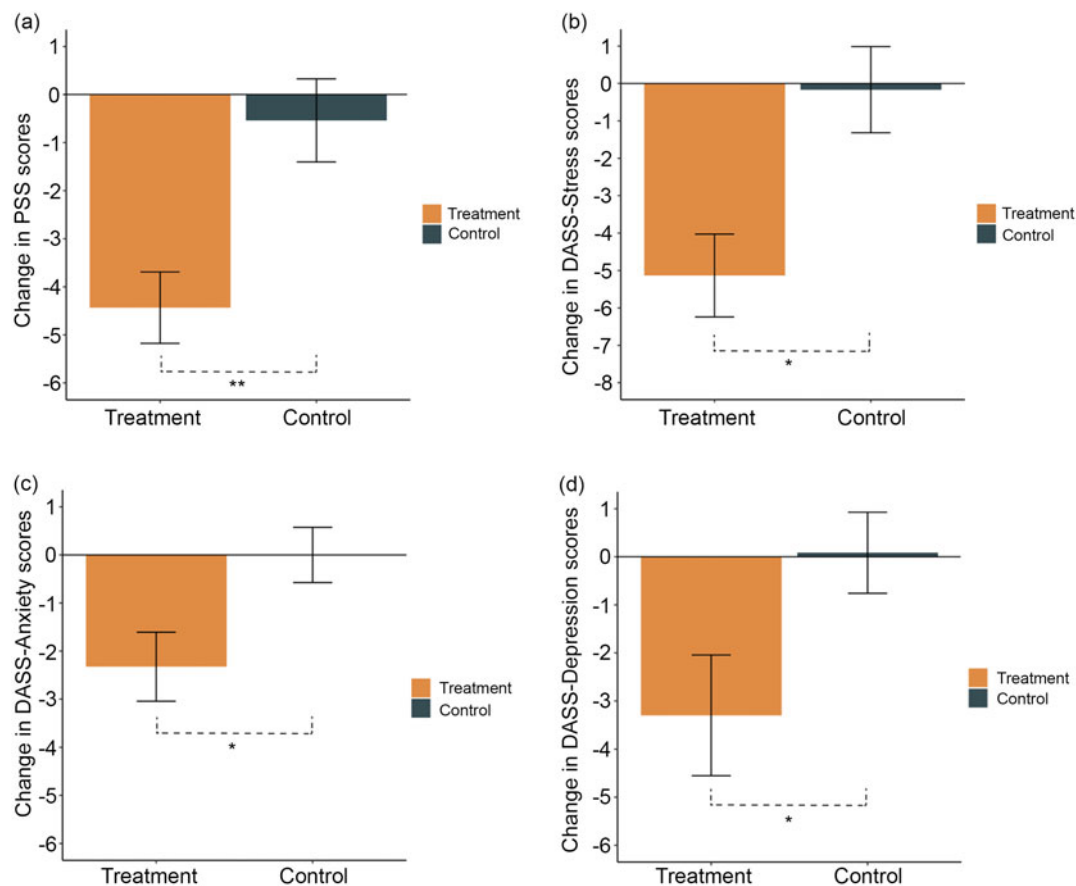 (a)
Change in PSS scores
1
0
-1
-2
-3
-4
-5
-6
**
Treatment
Control
Treatment
Control
(b)
Change in DASS-Stress scores
1
0
-1
-2
-3
-4
-5
-6
-7
-8
*
Treatment
Control
Treatment
Control
(c)
Change in DASS-Anxiety scores
1
0
-1
-2
-3
-4
-5
-6
*
Treatment
Control
Treatment
Control
(d)
Change in DASS-Depression scores
1
0
-1
-2
-3
-4
-5
-6
*
Treatment
Control
Treatment
Control